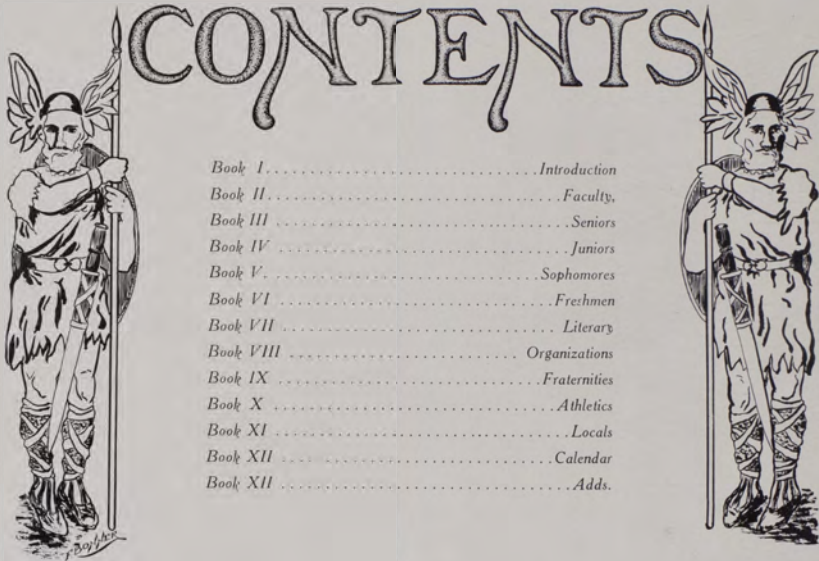 CONTENTS
Book I..............................Introduction
Book II..............................Faculty,
Book III..............................Seniors
Book IV..............................Juniors
Book V..............................Sophomores
Book VI..............................Freshmen
Book VII..............................Literary
Book VIII..............................Organizations
Book IX..............................Fraternities
Book X..............................Athletics
Book XI..............................Locals
Book XII..............................Calendar
Book XII..............................Adds.